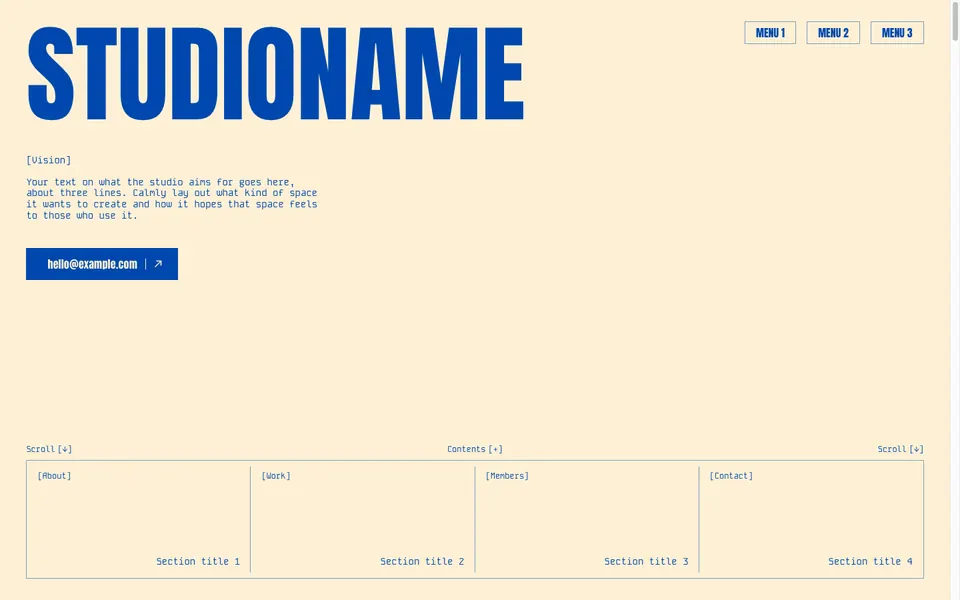 STUDIONAME
MENU 1
MENU 2
MENU 3
[Vision]
Your text on what the studio aims for goes here,
about three lines. Calmly lay out what kind of space
it wants to create and how it hopes that space feels
to those who use it.
hello@example.com | ↗
Scroll [↓]
Contents [+]
Scroll [↓]
[About]
[Work]
[Members]
[Contact]
Section title 1
Section title 2
Section title 3
Section title 4